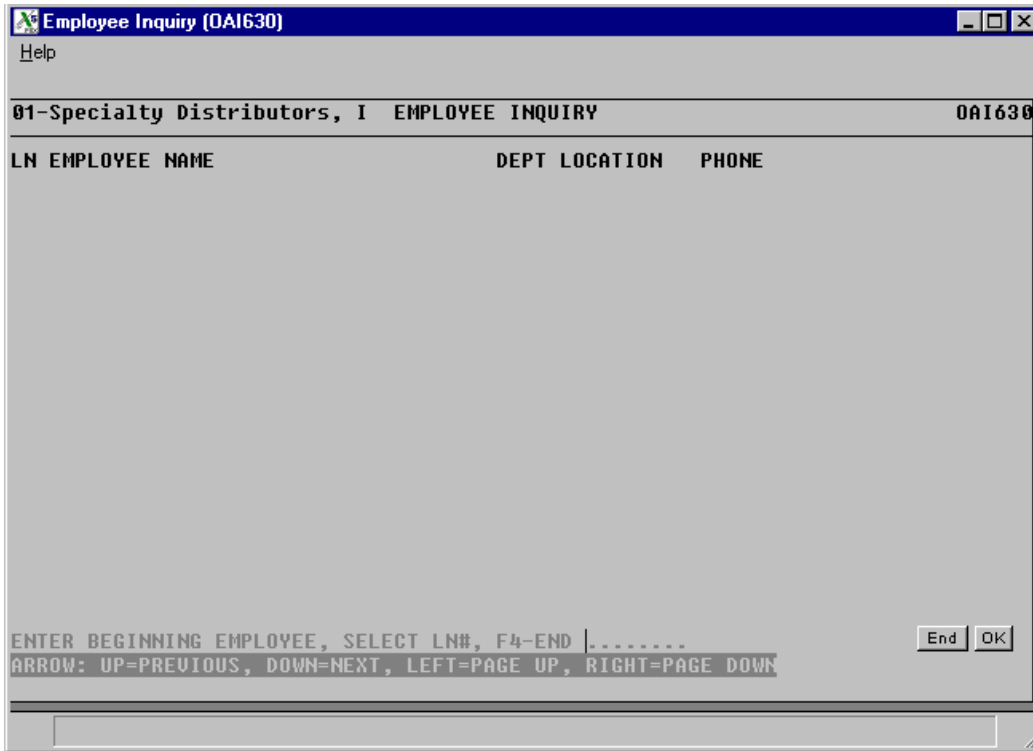 Employee Inquiry (OAI630)
Help
01-Specialty Distributors, I EMPLOYEE INQUIRY OAI630
LN EMPLOYEE NAME DEPT LOCATION PHONE
ENTER BEGINNING EMPLOYEE, SELECT LN#, F4-END ........ End OK
ARROW: UP=PREVIOUS, DOWN=NEXT, LEFT=PAGE UP, RIGHT=PAGE DOWN